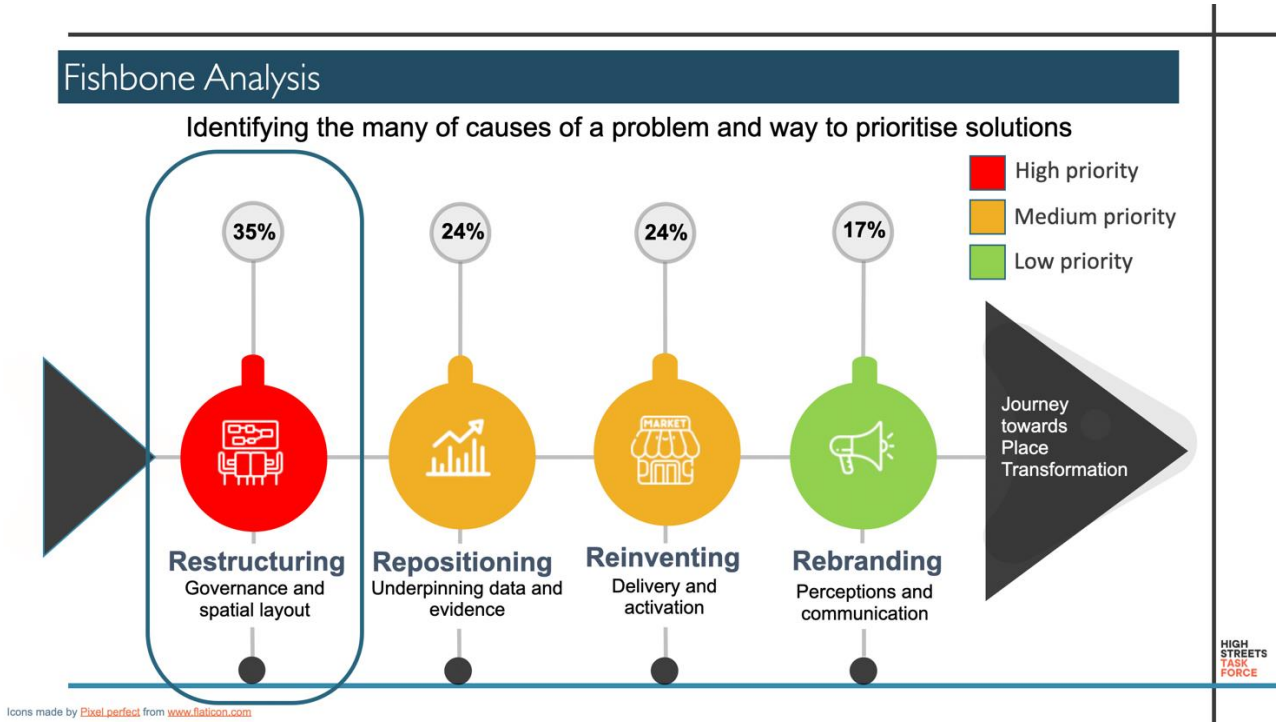 Fishbone Analysis
Identifying the many of causes of a problem and way to prioritise solutions
High priority
Medium priority
Low priority
35%
24%
24%
17%
MARKET
Restructuring
Governance and
spatial layout
Repositioning
Underpinning data and
evidence
Reinventing
Delivery and
activation
Rebranding
Perceptions and
communication
Journey
towards
Place
Transformation
HIGH
STREETS
TASK
FORCE
Icons made by Pixel perfect from www.flaticon.com